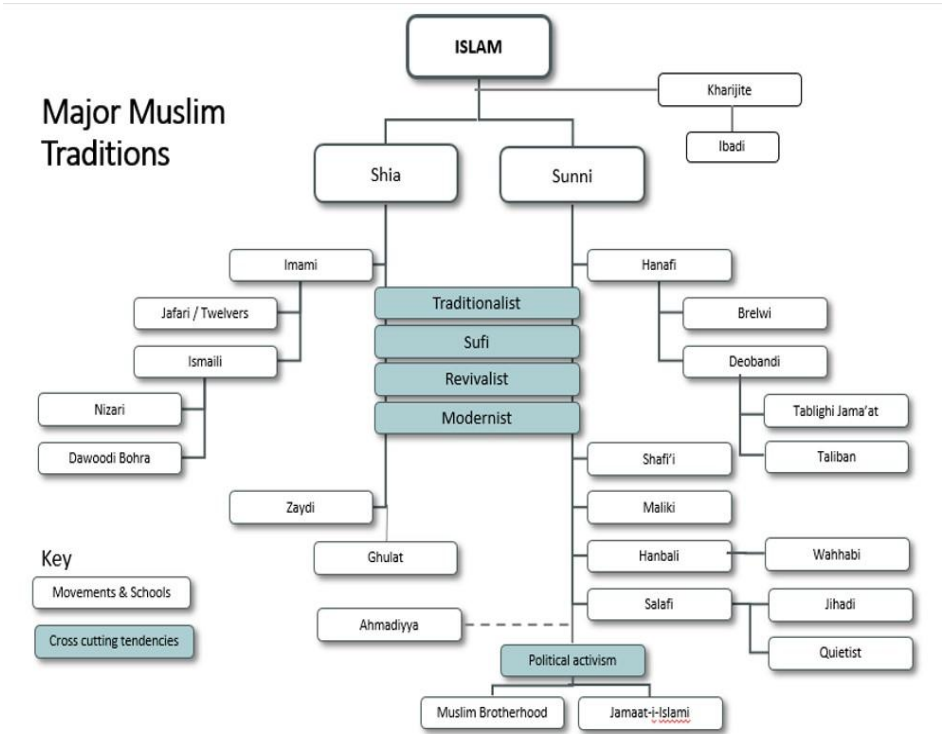 ISLAM
Major Muslim
Traditions
Kharijite
Ibadi
Shia
Sunni
Imami
Hanafi
Traditionalist
Jafari / Twelvers
Brelwi
Sufi
Ismaili
Deobandi
Revivalist
Nizari
Modernist
Tablighi Jama'at
Dawoodi Bohra
Shafi'i
Taliban
Zaydi
Maliki
Key
Ghulat
Hanbali
Wahhabi
Movements & Schools
Salafi
Jihadi
Ahmadiyya
Cross cutting tendencies
Quietist
Political activism
Muslim Brotherhood
Jamaat-i-Islami